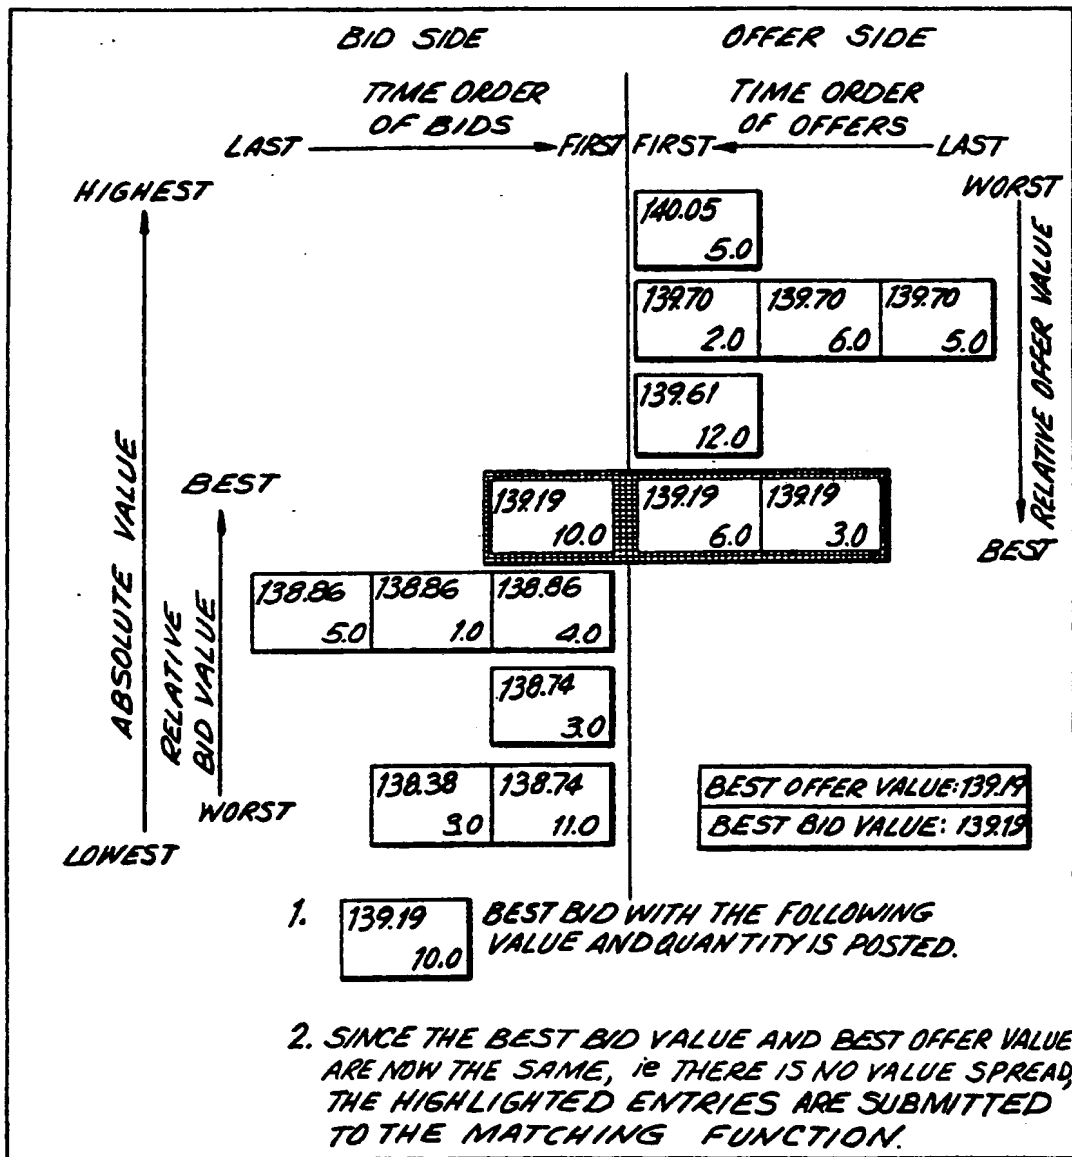 BID SIDE
OFFER SIDE
TIME ORDER
OF BIDS
TIME ORDER
OF OFFERS
LAST
FIRST
FIRST
LAST
HIGHEST
WORST
140.05
5.0
139.70 139.70 139.70
2.0 6.0 5.0
139.61
12.0
RELATIVE OFFER VALUE
BEST
139.19 139.19 139.19
10.0 6.0 3.0
BEST
ABSOLUTE VALUE
RELATIVE
BID VALUE
138.86 138.86 138.86
5.0 1.0 4.0
138.74
3.0
138.38 138.74
9.0 11.0
WORST
LOWEST
BEST OFFER VALUE: 139.19
BEST BID VALUE: 139.19
1. 139.19
10.0
BEST BID WITH THE FOLLOWING
VALUE AND QUANTITY IS POSTED.
2. SINCE THE BEST BID VALUE AND BEST OFFER VALUE
ARE NOW THE SAME, ie THERE IS NO VALUE SPREAD,
THE HIGHLIGHTED ENTRIES ARE SUBMITTED
TO THE MATCHING FUNCTION.